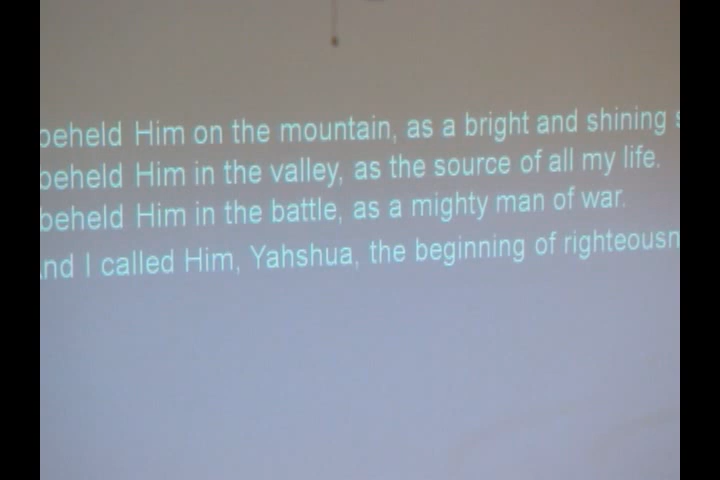 beheld Him on the mountain, as a bright and shining
beheld Him in the valley, as the source of all my life.
beheld Him in the battle, as a mighty man of war.
nd I called Him, Yahshua, the beginning of righteousn